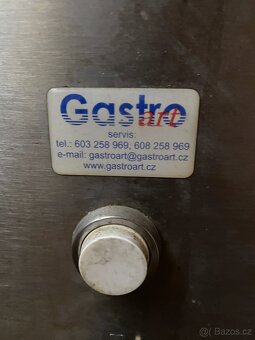 Gastro
art
servis:
tel.: 603 258 969, 608 258 969
e-mail: gastroart@gastroart.cz
www.gastroart.cz
Bazos.cz